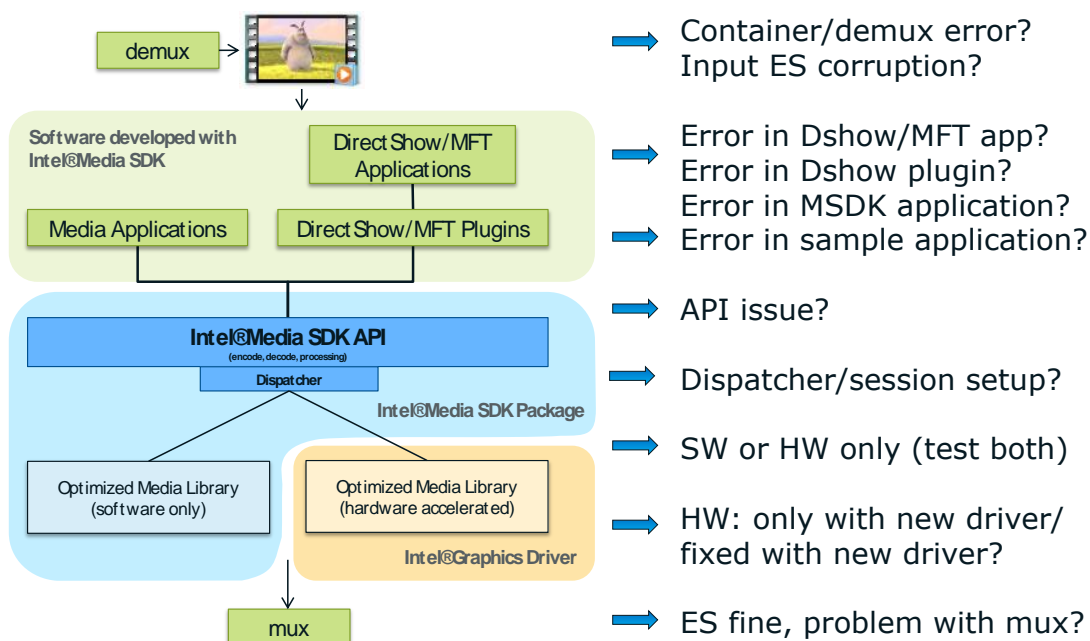 demux
Container/demux error?
Input ES corruption?
Software developed with
Intel®Media SDK
DirectShow/MFT
Applications
Media Applications
DirectShow/MFT Plugins
Error in Dshow/MFT app?
Error in Dshow plugin?
Error in MSDK application?
Error in sample application?
Intel®Media SDK API
(encode, decode, processing)
Dispatcher
Intel®Media SDK Package
API issue?
Dispatcher/session setup?
Optimized Media Library
(software only)
Optimized Media Library
(hardware accelerated)
Intel®Graphics Driver
SW or HW only (test both)
HW: only with new driver/
fixed with new driver?
mux
ES fine, problem with mux?